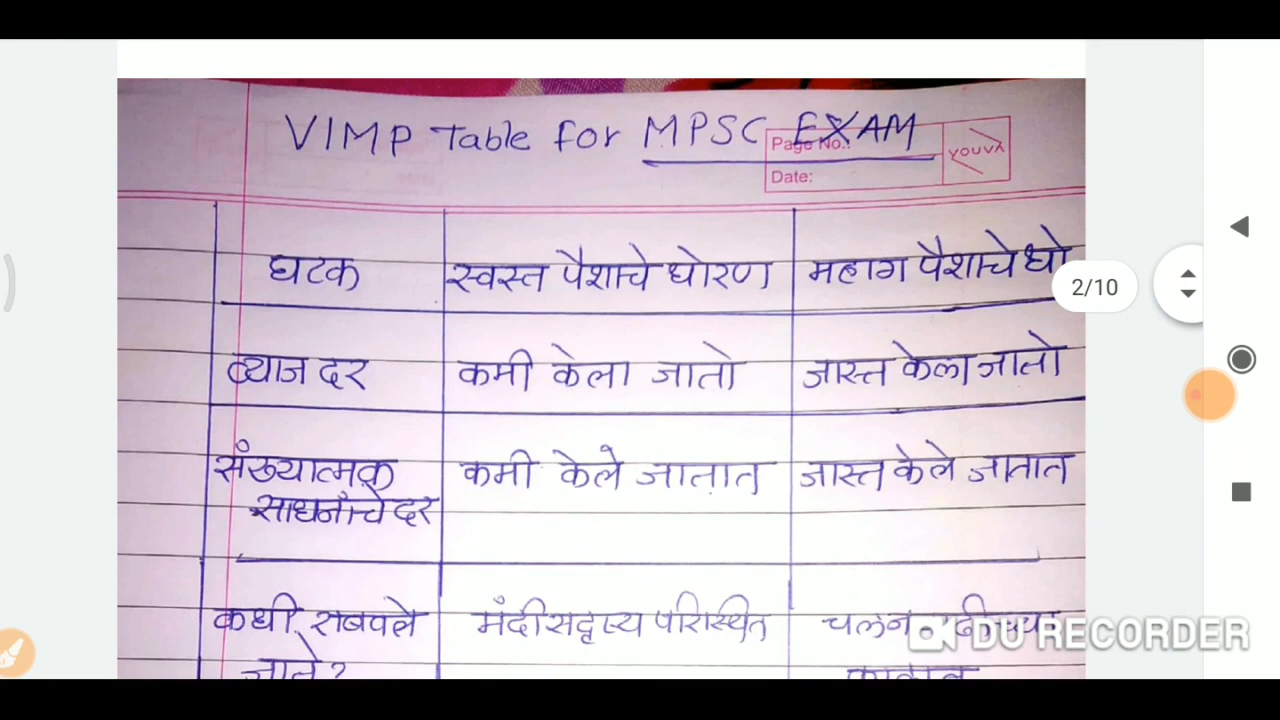 VIMP Table for MPSC EXAM
Page No.:
Date:
YOUVA
घटक स्वस्त पैशाचे धोरण महाग पैशाचे धो
2/10
व्याज दर कमी केला जातो जास्त केला जातो
संख्यात्मक कमी केले जातात जास्त केले जातात
साधनांचे दर
कधी राबवले मंदीसदृष्य परिस्थित चलन
DU RECORDER
जाते?